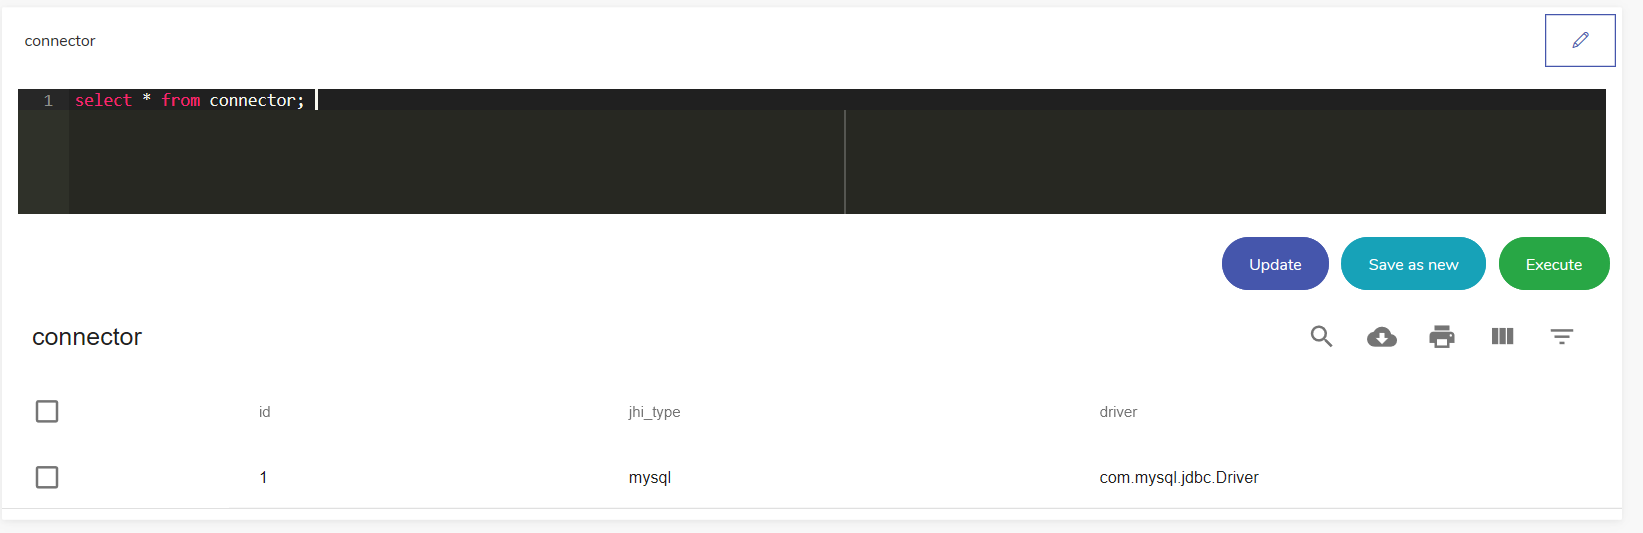 connector
1 select * from connector;
Update Save as new Execute
connector
id jhi_type driver
1 mysql com.mysql.jdbc.Driver